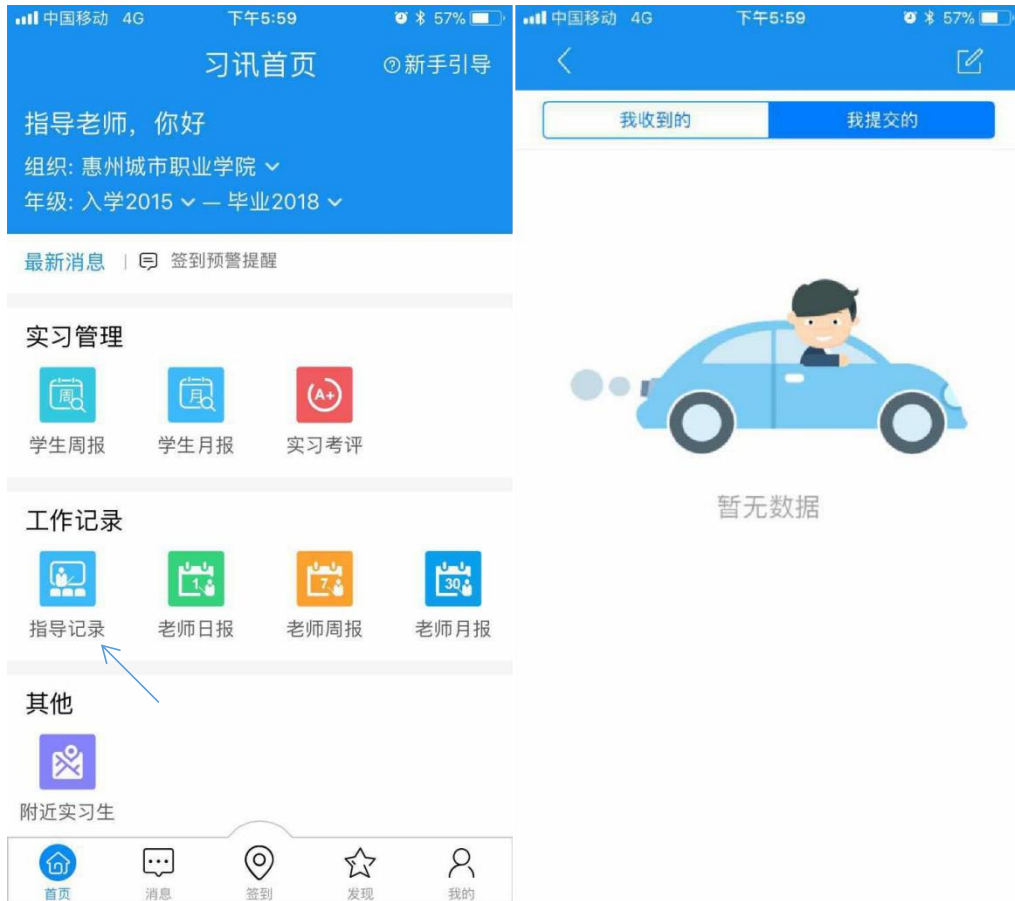 中国移动 4G 下午5:59 57%
习讯首页 新手引导
指导老师，你好
组织: 惠州城市职业学院
年级: 入学2015 — 毕业2018
最新消息 | 签到预警提醒
实习管理
周 月 A+
学生周报 学生月报 实习考评
工作记录
1 7 30
指导记录 老师日报 老师周报 老师月报
其他
附近实习生
首页 消息 签到 发现 我的
中国移动 4G 下午5:59 57%
我收到的 我提交的
暂无数据